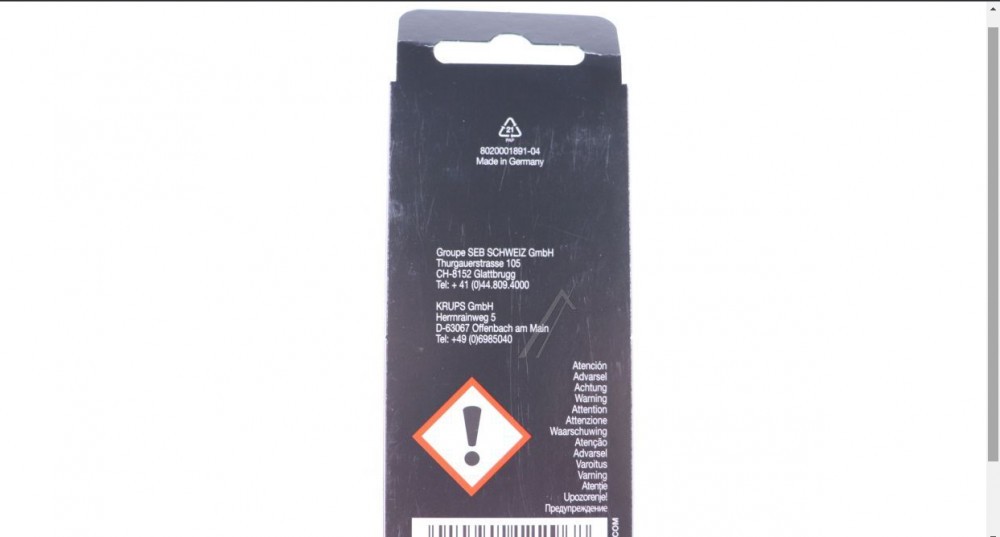 21
PAP
8020001891-04
Made in Germany
Groupe SEB SCHWEIZ GmbH
Thurgauerstrasse 105
CH-8152 Glattbrugg
Tel: + 41 (0)44.809.4000
KRUPS GmbH
Herrnrainweg 5
D-63067 Offenbach am Main
Tel: +49 (0)6985040
Atención
Advarsel
Achtung
Warning
Attention
Attenzione
Waarschuwing
Atenção
Advarsel
Varoitus
Varning
Atenție
Upozorenje!
Предупреждение
COM